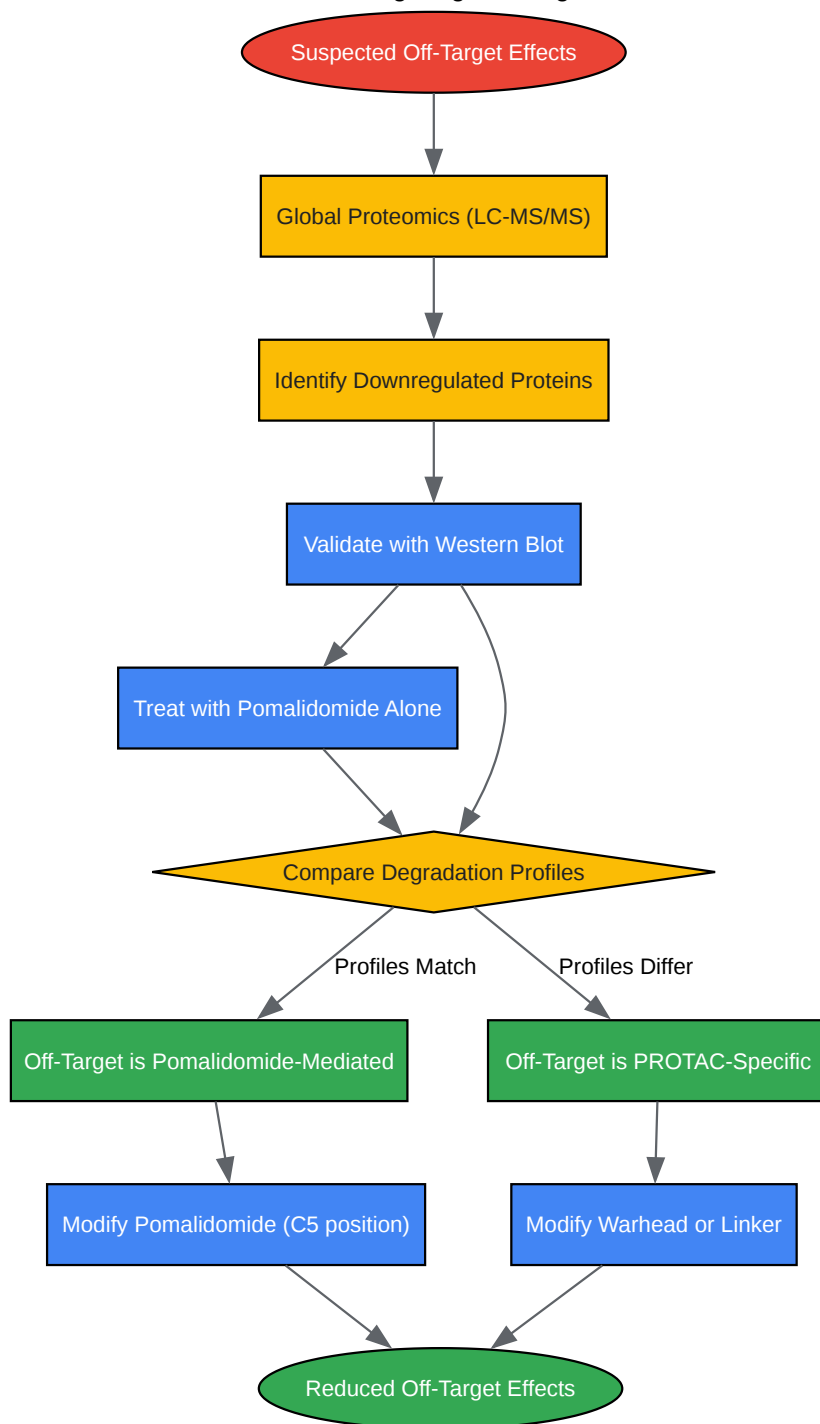 Suspected Off-Target Effects
Global Proteomics (LC-MS/MS)
Identify Downregulated Proteins
Validate with Western Blot
Treat with Pomalidomide Alone
Compare Degradation Profiles
Profiles Match
Profiles Differ
Off-Target is Pomalidomide-Mediated
Off-Target is PROTAC-Specific
Modify Pomalidomide (C5 position)
Modify Warhead or Linker
Reduced Off-Target Effects